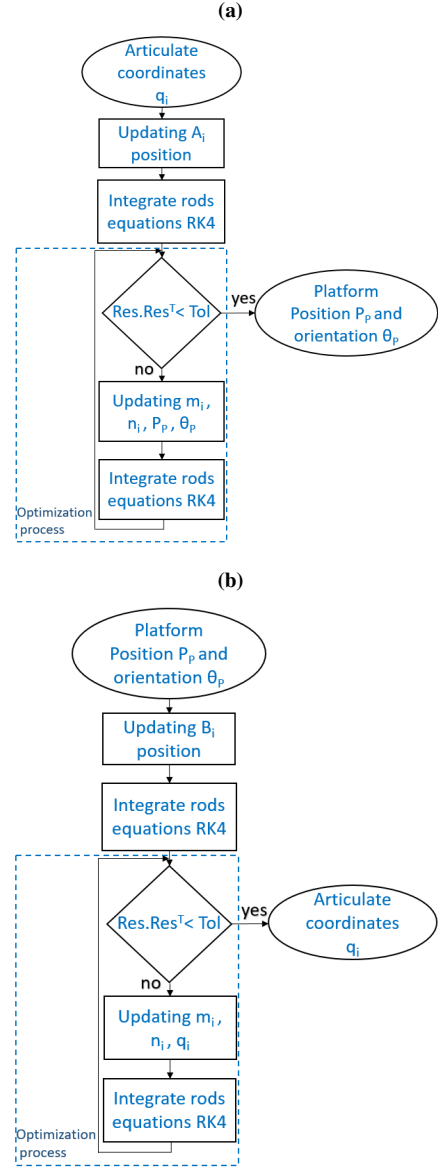 (a)
Articulate
coordinates
qᵢ
Updating Aᵢ
position
Integrate rods
equations RK4
Res.Resᵀ< Tol
yes
Platform
Position Pₚ and
orientation θₚ
no
Updating mᵢ,
nᵢ, Pₚ, θₚ
Integrate rods
equations RK4
Optimization
process
(b)
Platform
Position Pₚ and
orientation θₚ
Updating Bᵢ
position
Integrate rods
equations RK4
Res.Resᵀ< Tol
yes
Articulate
coordinates
qᵢ
no
Updating mᵢ,
nᵢ, qᵢ
Integrate rods
equations RK4
Optimization
process